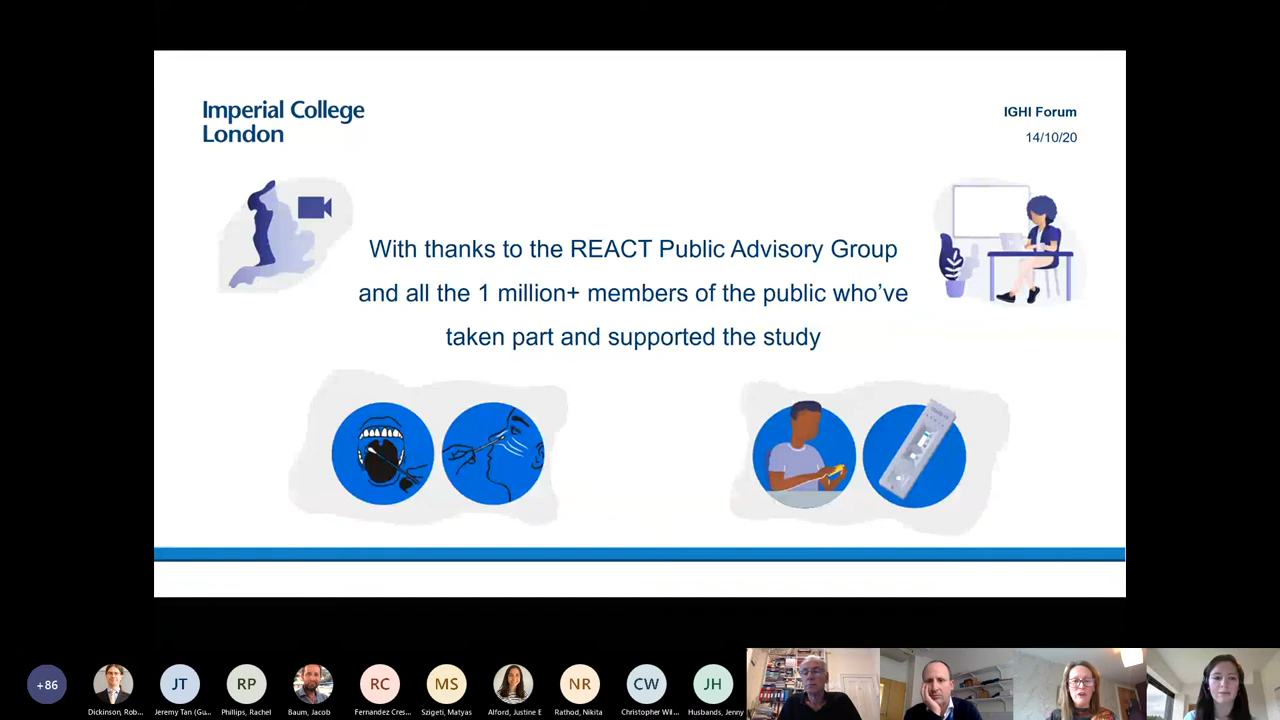 Imperial College
London
IGHI Forum
14/10/20
With thanks to the REACT Public Advisory Group
and all the 1 million+ members of the public who've
taken part and supported the study
+86
JT
RP
RC
MS
NR
CW
JH
Dickinson, Rob...
Jeremy Tan (Gu...
Phillips, Rachel
Baum, Jacob
Fernandez Cres...
Szigeti, Matyas
Alford, Justine E
Rathod, Nikita
Christopher Wil...
Husbands, Jenny